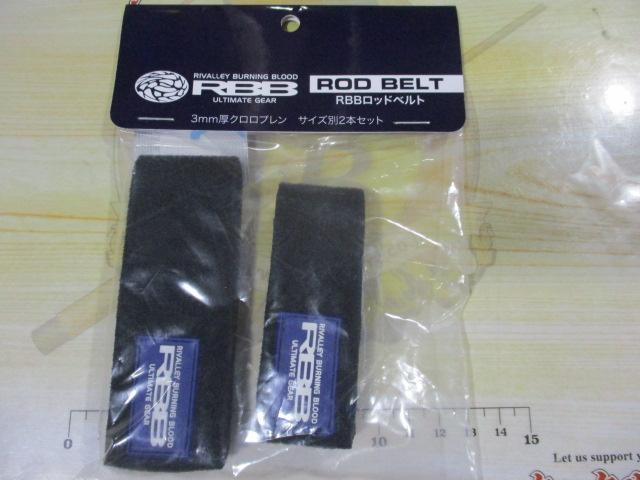 RIVALLEY BURNING BLOOD
RBB
ULTIMATE GEAR
ROD BELT
RBBロッドベルト
3mm厚クロロプレン サイズ別2本セット
RIVALLEY BURNING BLOOD
RBB
ULTIMATE GEAR
RIVALLEY BURNING BLOOD
RBB
ULTIMATE GEAR
0 10 11 12 13 14 15
Let us support y